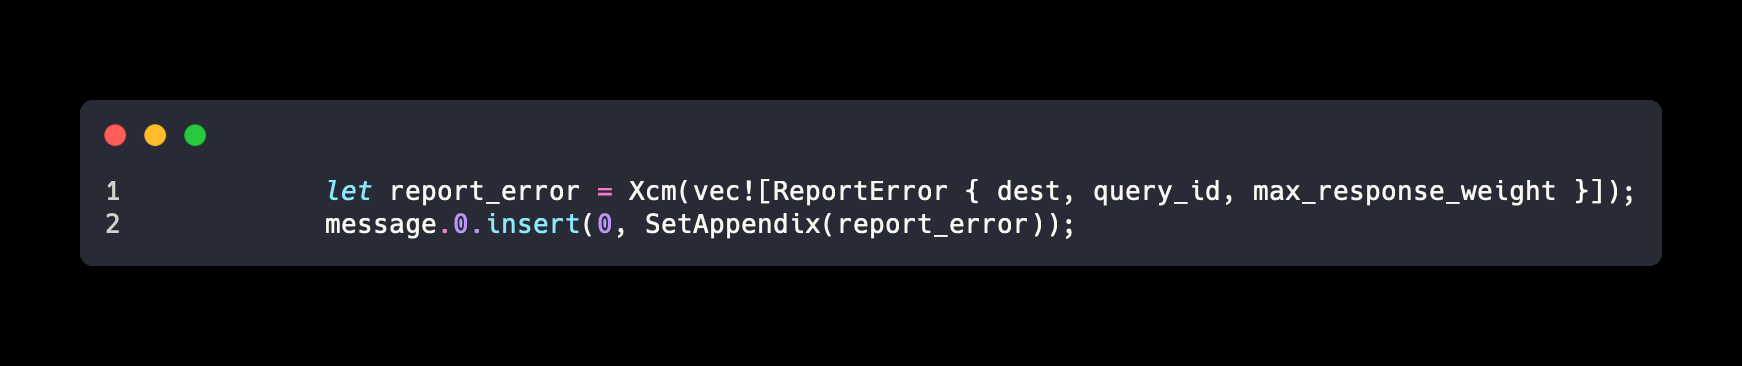 1 let report_error = Xcm(vec![ReportError { dest, query_id, max_response_weight }]);
2 message.0.insert(0, SetAppendix(report_error));